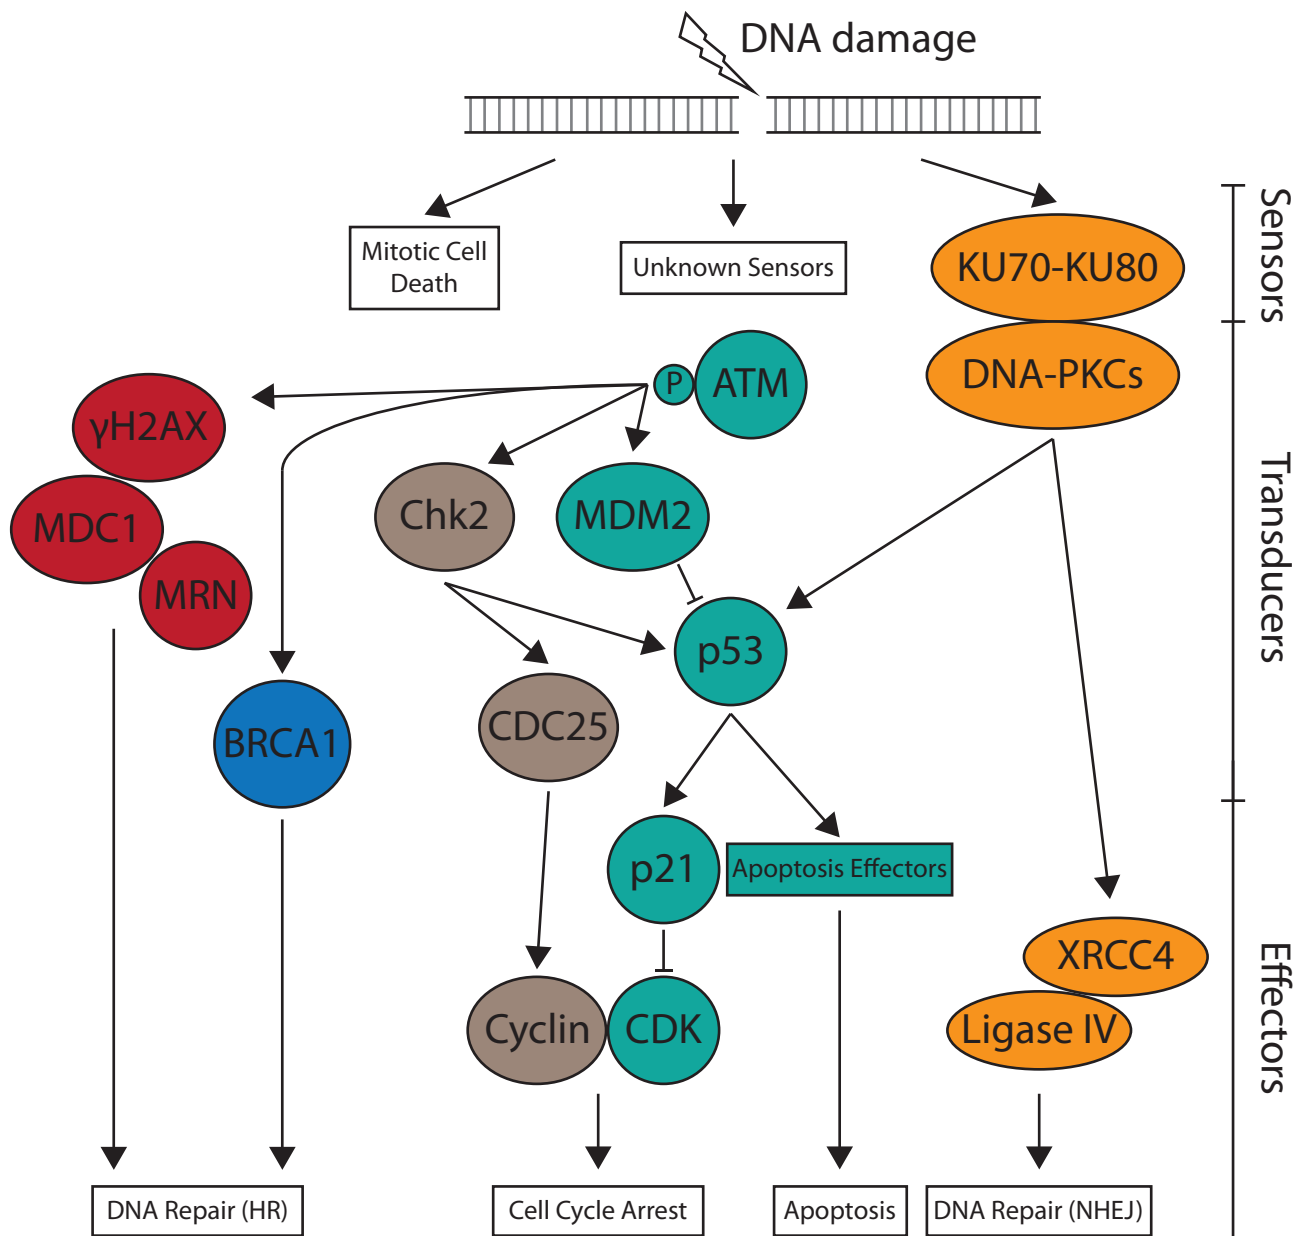 DNA damage
Sensors
Mitotic Cell
Death
Unknown Sensors
KU70-KU80
DNA-PKCs
P
ATM
γH2AX
MDC1
MRN
Chk2
MDM2
Transducers
p53
BRCA1
CDC25
p21
Apoptosis Effectors
XRCC4
Ligase IV
Cyclin
CDK
Effectors
DNA Repair (HR)
Cell Cycle Arrest
Apoptosis
DNA Repair (NHEJ)